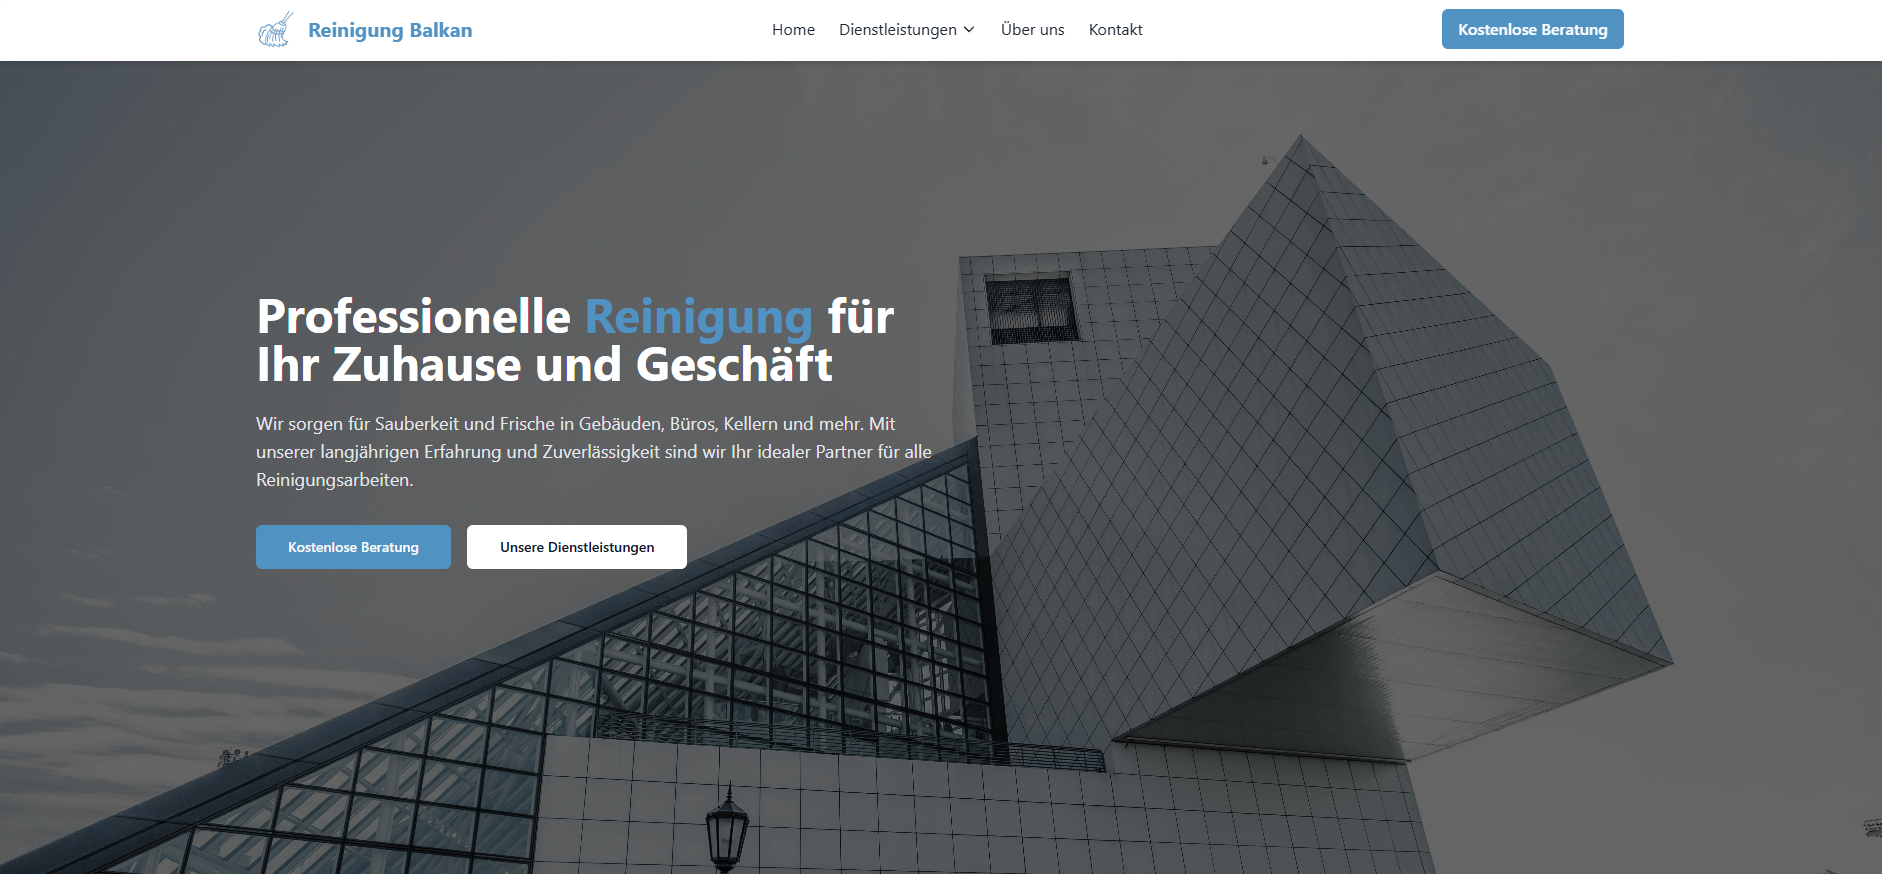 Reinigung Balkan
Home
Dienstleistungen
Über uns
Kontakt
Kostenlose Beratung
Professionelle Reinigung für
Ihr Zuhause und Geschäft
Wir sorgen für Sauberkeit und Frische in Gebäuden, Büros, Kellern und mehr. Mit
unserer langjährigen Erfahrung und Zuverlässigkeit sind wir Ihr idealer Partner für alle
Reinigungsarbeiten.
Kostenlose Beratung
Unsere Dienstleistungen